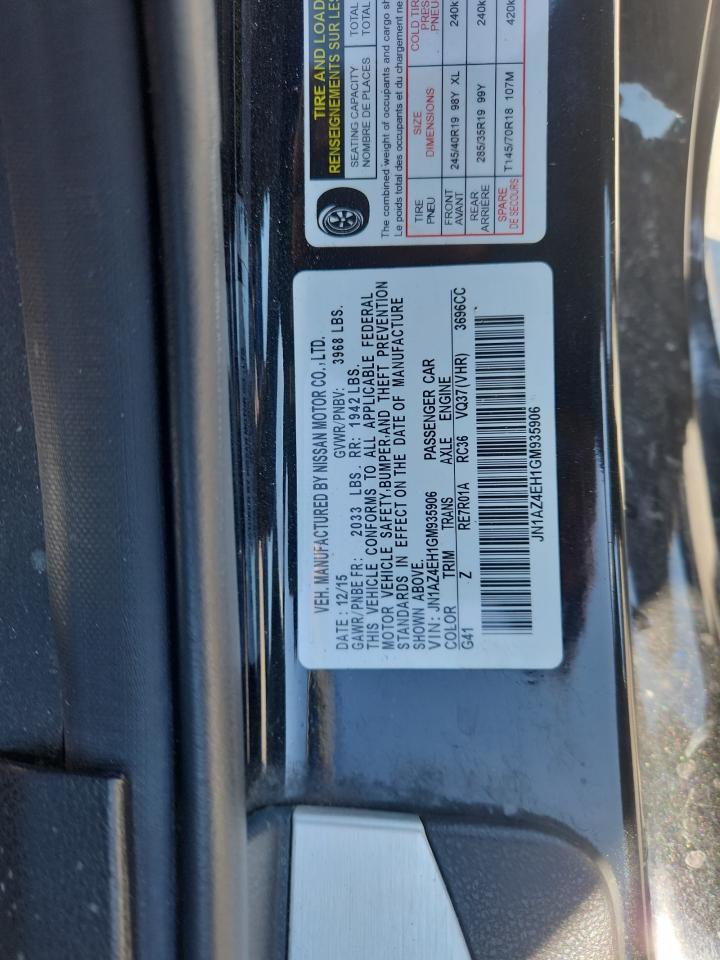 TIRE AND LOAD
RENSEIGNEMENTS SUR LES
SEATING CAPACITY TOTAL
NOMBRE DE PLACES TOTAL
The combined weight of occupants and cargo sh
Le poids total des occupants et du chargement ne
TIRE SIZE COLD TIRE
PNEU DIMENSIONS PRES
PNEU
FRONT 245/40R19 98Y XL 240k
AVANT
REAR 285/35R19 99Y 240k
ARRIÈRE
SPARE T145/70R18 107M 420k
DE SECOURS
VEH. MANUFACTURED BY NISSAN MOTOR CO., LTD.
DATE : 12/15 GVWR/PNBV: 3968 LBS.
GAWR/PNBE FR: 2033 LBS. RR: 1942 LBS.
THIS VEHICLE CONFORMS TO ALL APPLICABLE FEDERAL
MOTOR VEHICLE SAFETY,BUMPER,AND THEFT PREVENTION
STANDARDS IN EFFECT ON THE DATE OF MANUFACTURE
SHOWN ABOVE.
VIN: JN1AZ4EH1GM935906 PASSENGER CAR
COLOR TRIM TRANS AXLE ENGINE
G41 Z RE7R01A RC36 VQ37(VHR) 3696CC
JN1AZ4EH1GM935906